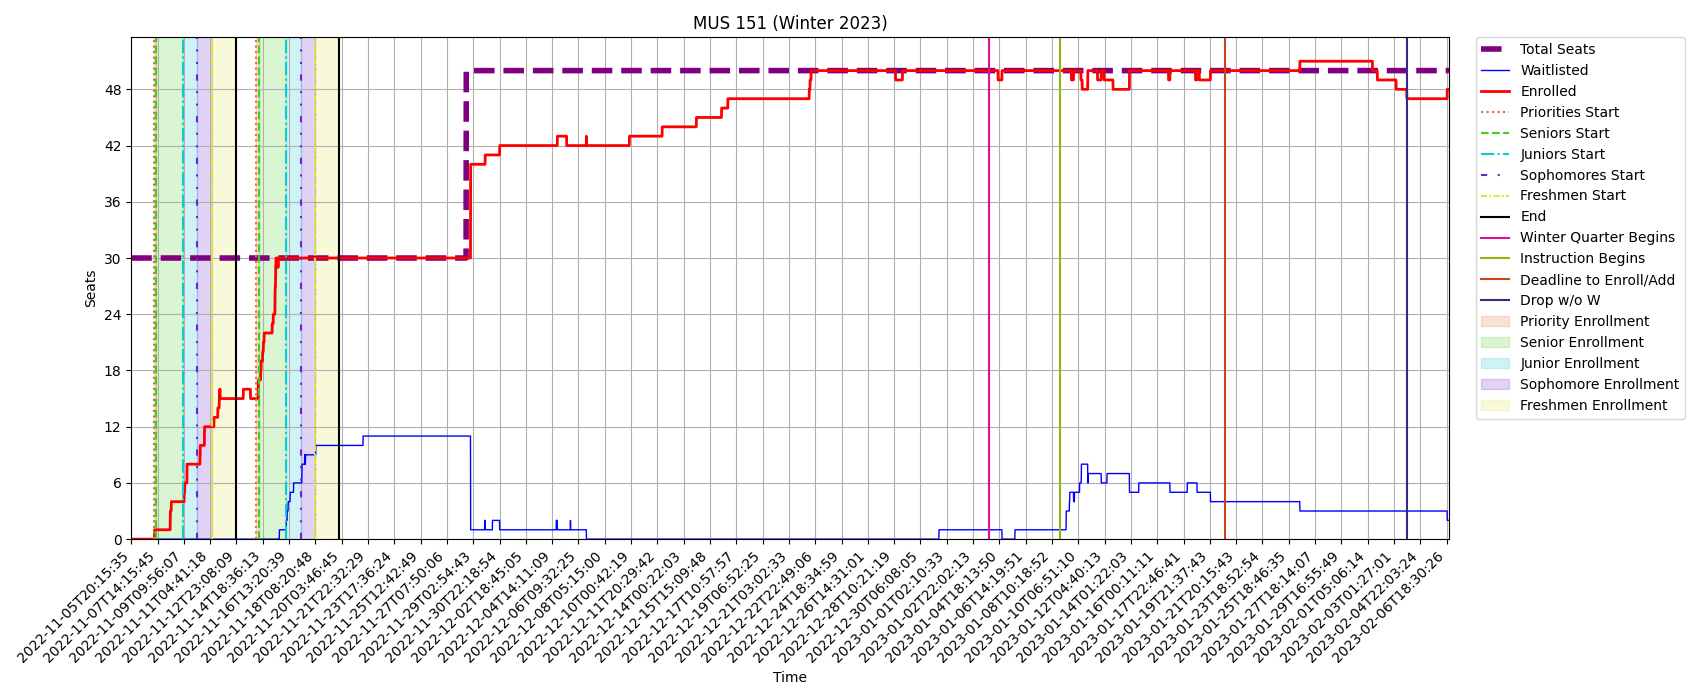 MUS 151 (Winter 2023)
Seats
48
42
36
30
24
18
12
6
0
2022-11-05T20:15:35
2022-11-07T14:15:45
2022-11-09T09:56:07
2022-11-11T04:41:18
2022-11-12T23:08:09
2022-11-14T18:36:13
2022-11-16T13:20:39
2022-11-18T08:20:48
2022-11-20T03:46:45
2022-11-21T22:32:29
2022-11-23T17:36:24
2022-11-25T12:42:49
2022-11-27T07:50:06
2022-11-29T02:54:43
2022-11-30T22:18:54
2022-12-02T18:45:05
2022-12-04T14:11:09
2022-12-06T09:32:25
2022-12-08T05:15:00
2022-12-10T00:42:19
2022-12-11T20:29:42
2022-12-14T00:22:03
2022-12-15T15:09:48
2022-12-17T10:57:57
2022-12-19T06:52:25
2022-12-21T03:02:33
2022-12-22T22:49:06
2022-12-24T18:34:59
2022-12-26T14:31:01
2022-12-28T10:21:19
2022-12-30T06:08:05
2023-01-01T02:10:33
2023-01-02T22:02:13
2023-01-04T18:13:50
2023-01-06T14:19:51
2023-01-08T10:18:52
2023-01-10T06:51:10
2023-01-12T04:40:13
2023-01-14T01:22:03
2023-01-16T00:11:11
2023-01-17T22:46:41
2023-01-19T21:37:43
2023-01-21T20:15:43
2023-01-23T18:52:54
2023-01-25T18:46:35
2023-01-27T18:14:07
2023-01-29T16:55:49
2023-02-01T05:06:14
2023-02-03T01:27:01
2023-02-04T22:03:24
2023-02-06T18:30:26
Time
Total Seats
Waitlisted
Enrolled
Priorities Start
Seniors Start
Juniors Start
Sophomores Start
Freshmen Start
End
Winter Quarter Begins
Instruction Begins
Deadline to Enroll/Add
Drop w/o W
Priority Enrollment
Senior Enrollment
Junior Enrollment
Sophomore Enrollment
Freshmen Enrollment